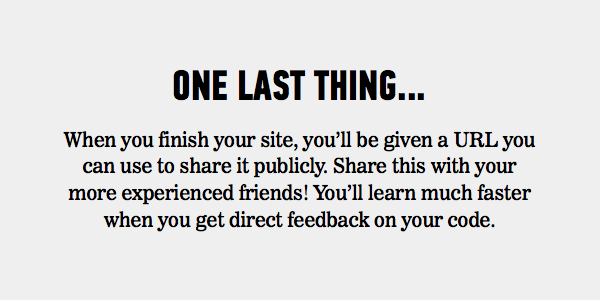 ONE LAST THING...
When you finish your site, you’ll be given a URL you
can use to share it publicly. Share this with your
more experienced friends! You’ll learn much faster
when you get direct feedback on your code.